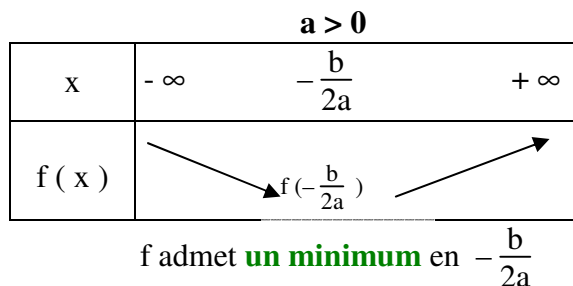 a > 0
x - ∞ − b/2a + ∞
f ( x ) f (− b/2a )
f admet un minimum en − b/2a